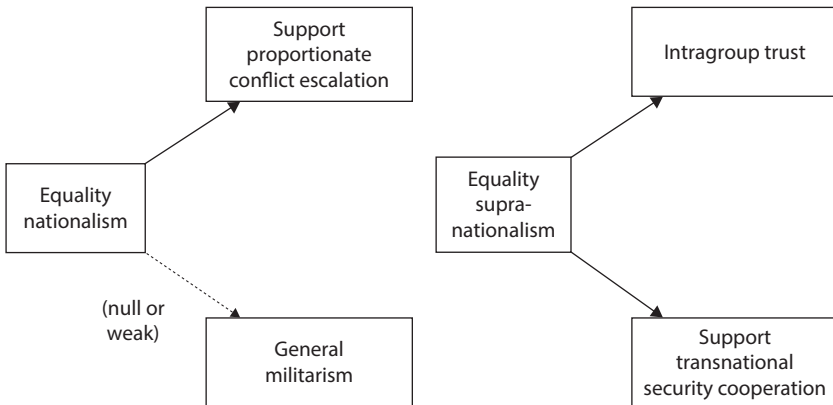 Support
proportionate
conflict escalation
Equality
nationalism
(null or
weak)
General
militarism
Intragroup trust
Equality
supra-
nationalism
Support
transnational
security cooperation